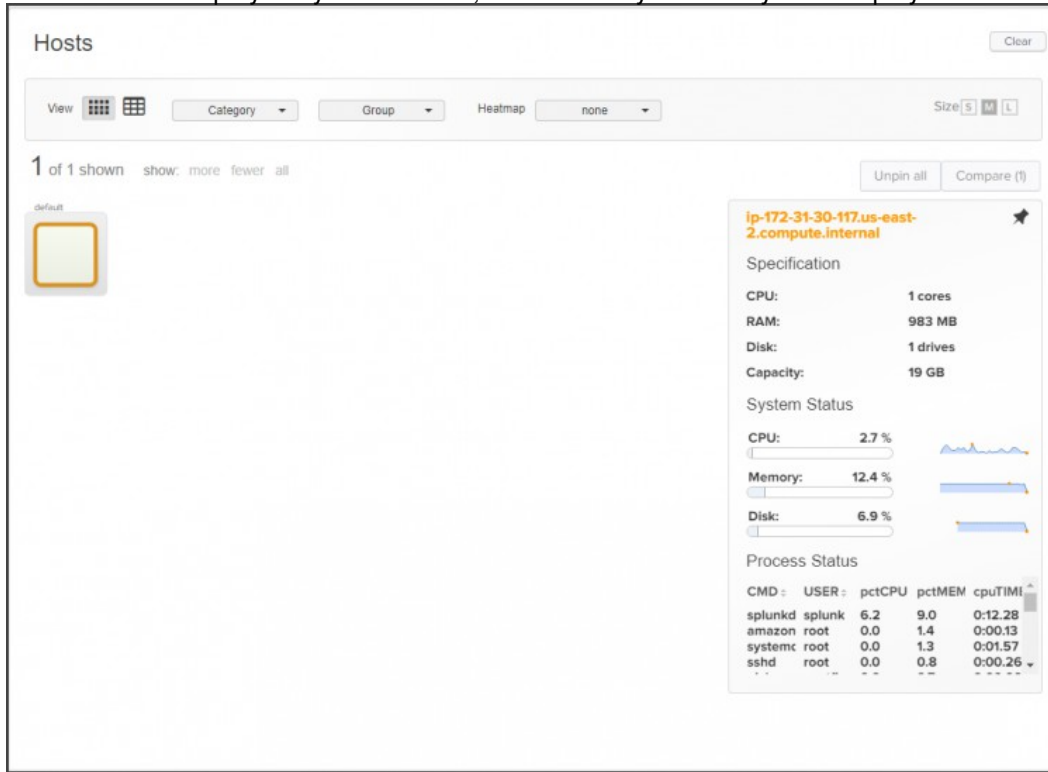 Hosts
Clear
View Category Group Heatmap none Size S M L
1 of 1 shown show: more fewer all
Unpin all Compare (1)
default
ip-172-31-30-117.us-east-
2.compute.internal
Specification
CPU: 1 cores
RAM: 983 MB
Disk: 1 drives
Capacity: 19 GB
System Status
CPU: 2.7 %
Memory: 12.4 %
Disk: 6.9 %
Process Status
CMD USER pctCPU pctMEM cpuTIME
splunkd splunk 6.2 9.0 0:12.28
amazon root 0.0 1.4 0:00.13
systemc root 0.0 1.3 0:01.57
sshd root 0.0 0.8 0:00.26